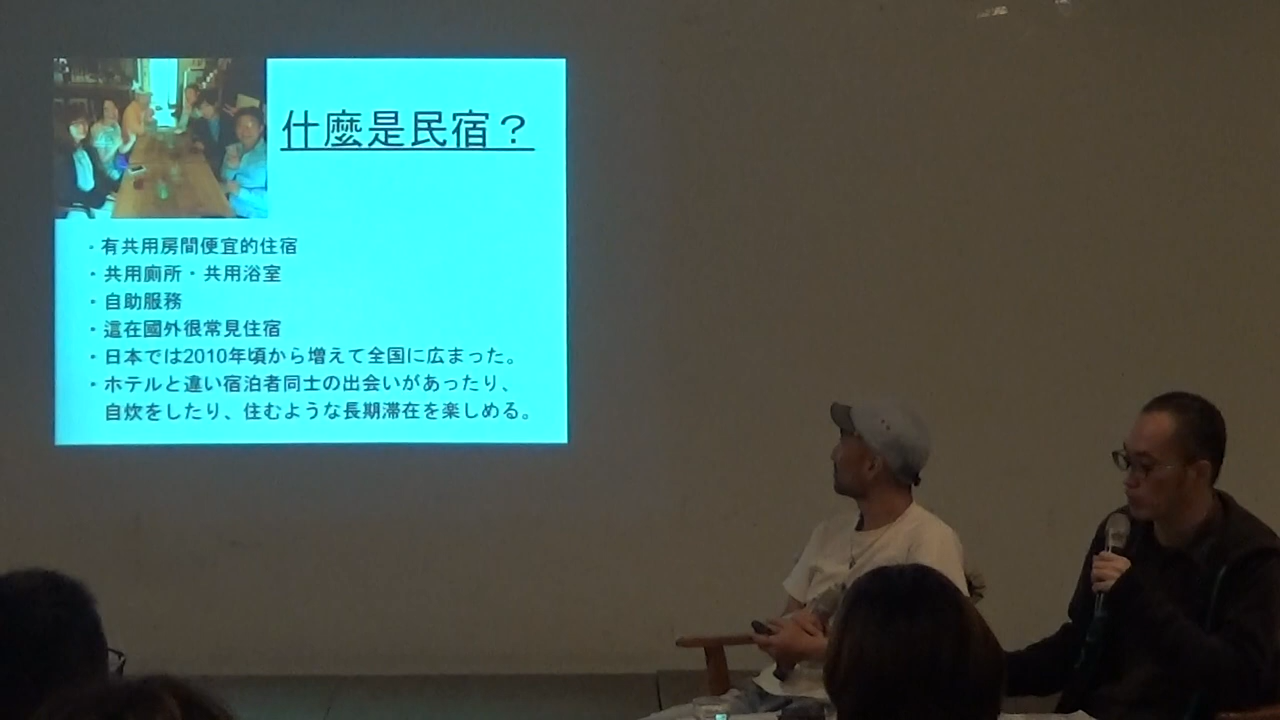 什麼是民宿？
・有共用房間便宜的住宿
・共用廁所・共用浴室
・自助服務
・這在國外很常見住宿
・日本では2010年頃から増えて全国に広まった。
・ホテルと違い宿泊者同士の出会いがあったり、
自炊をしたり、住むような長期滞在を楽しめる。